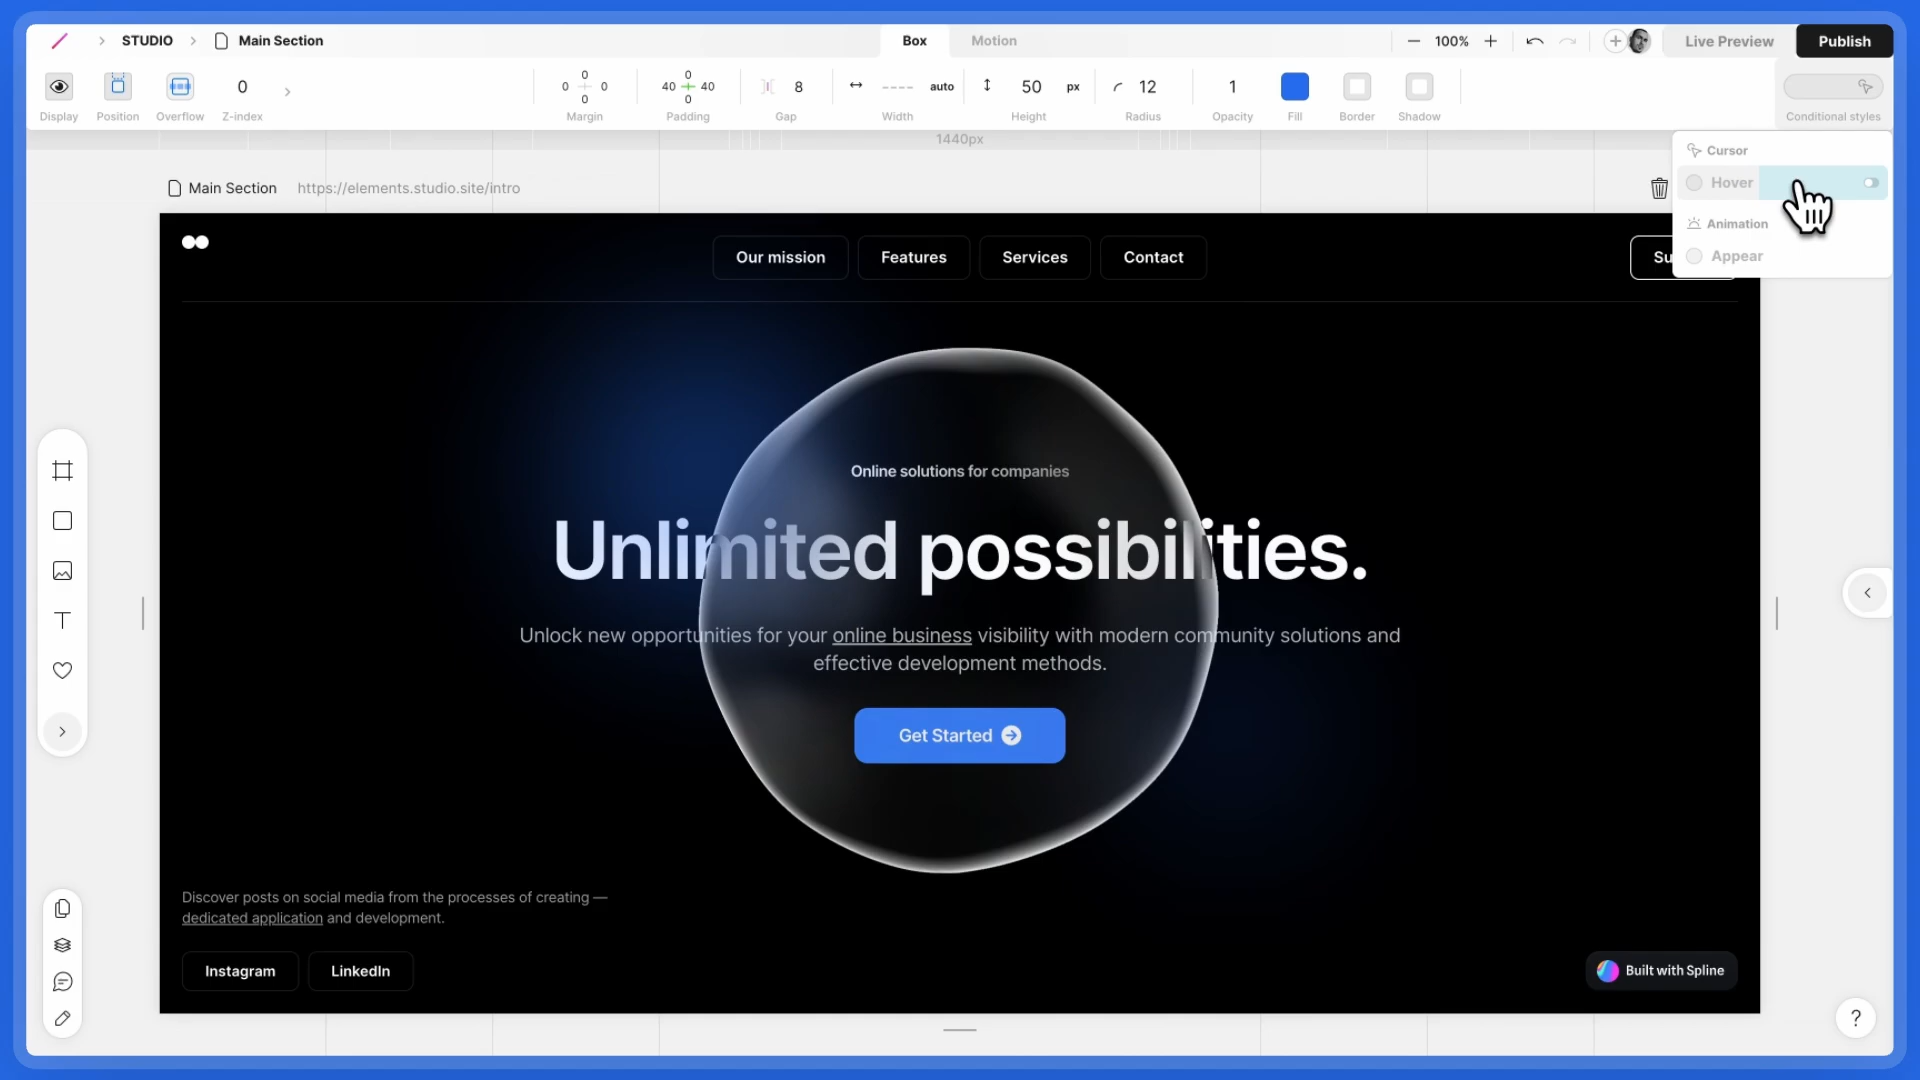 STUDIO
Main Section
Box
Motion
100%
Live Preview
Publish
0
0
0
0
0
40
0
40
0
8
auto
50
px
12
1
Display
Position
Overflow
Z-index
Margin
Padding
Gap
Width
Height
Radius
Opacity
Fill
Border
Shadow
Conditional styles
1440px
Cursor
Hover
Animation
Appear
Main Section
https://elements.studio.site/intro
Our mission
Features
Services
Contact
Su
Online solutions for companies
Unlimited possibilities.
Unlock new opportunities for your online business visibility with modern community solutions and
effective development methods.
Get Started
Discover posts on social media from the processes of creating —
dedicated application and development.
Instagram
LinkedIn
Built with Spline
?